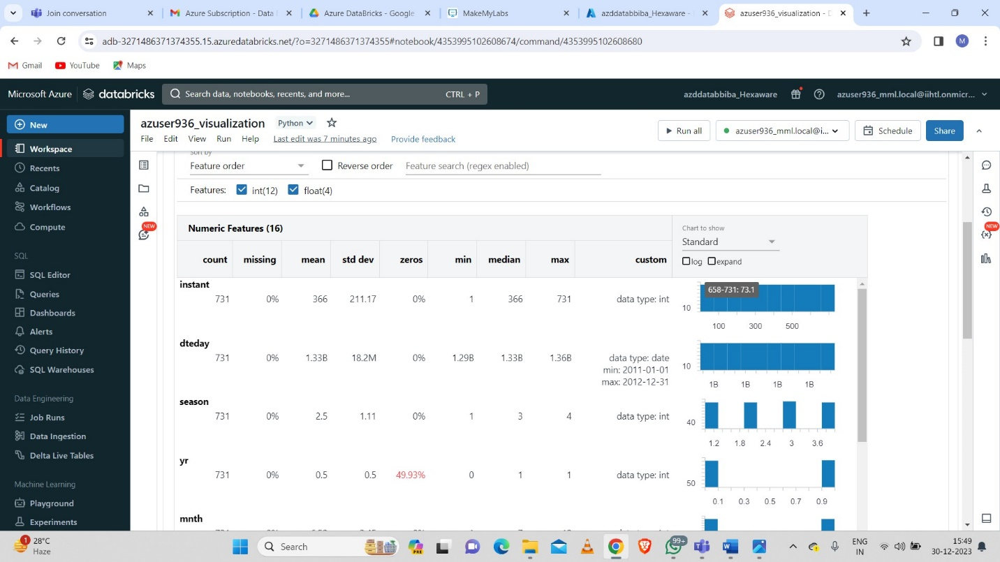 Join conversation
Azure Subscription - Data
Azure DataBricks - Google
MakeMyLabs
azddatabbiba_Hexaware -
azuser936_visualization - D
adb-3271486371374355.15.azuredatabricks.net/?o=3271486371374355#notebook/4353995102608674/command/4353995102608680
M
Gmail YouTube Maps
Microsoft Azure databricks Search data, notebooks, recents, and more... CTRL + P azddatabbiba_Hexaware azuser936_mml.local@iihtl.onmicr...
New
Workspace
Recents
Catalog
Workflows
Compute
SQL
SQL Editor
Queries
Dashboards
Alerts
Query History
SQL Warehouses
Data Engineering
Job Runs
Data Ingestion
Delta Live Tables
Machine Learning
Playground
Experiments
azuser936_visualization Python
File Edit View Run Help Last edit was 7 minutes ago Provide feedback
Run all azuser936_mml.local@i... Schedule Share
NEW
NEW
Sort by
Feature order Reverse order Feature search (regex enabled)
Features: int(12) float(4)
Numeric Features (16)
Chart to show
Standard
log expand
count missing mean std dev zeros min median max custom
instant
731 0% 366 211.17 0% 1 366 731 data type: int
658-731: 73.1
10
100 300 500
dteday
731 0% 1.33B 18.2M 0% 1.29B 1.33B 1.36B data type: date
min: 2011-01-01
max: 2012-12-31
10
1B 1B 1B 1B
season
731 0% 2.5 1.11 0% 1 3 4 data type: int
40
1.2 1.8 2.4 3 3.6
yr
731 0% 0.5 0.5 49.93% 0 1 1 data type: int
50
0.1 0.3 0.5 0.7 0.9
mnth
1
28°C
Haze
Search
PRE
99+
ENG
IN
15:49
30-12-2023